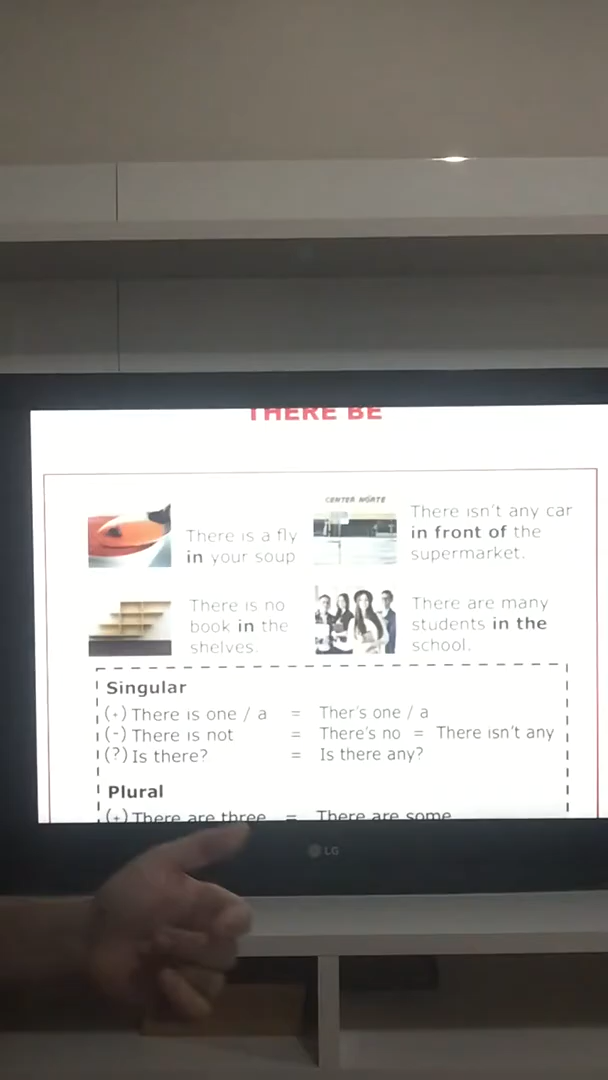 THERE BE
There is a fly
in your soup
CENTER NORTE
There isn't any car
in front of the
supermarket.
There is no
book in the
shelves.
There are many
students in the
school.
Singular
(+) There is one / a = Ther's one / a
(-) There is not = There's no = There isn't any
(?) Is there? = Is there any?
Plural
(+) There are three = There are some
LG